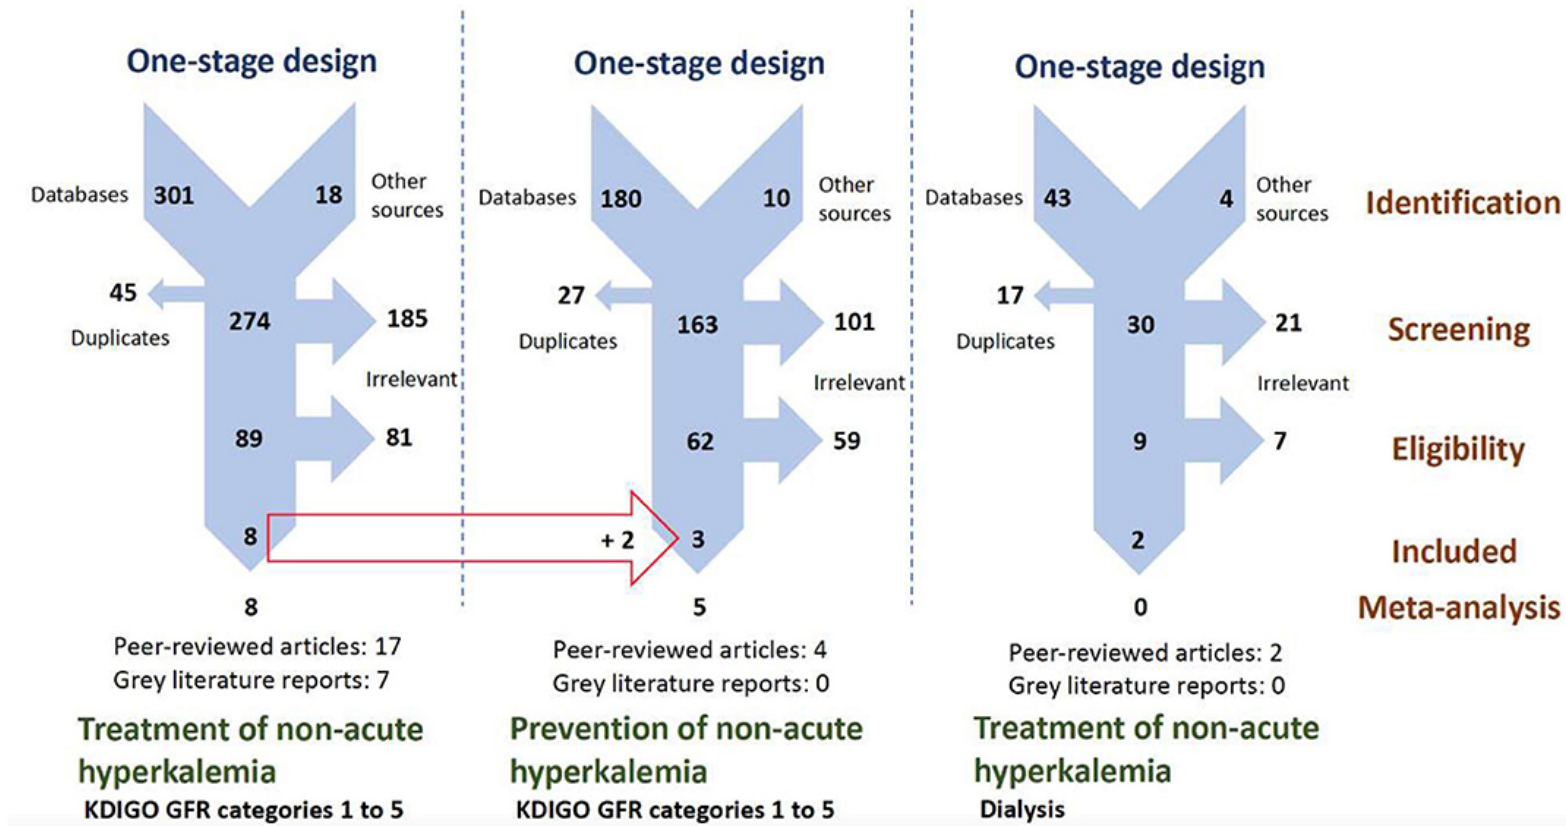 One-stage design
Databases 301 18 Other sources
45 Duplicates
274 185
Irrelevant
89 81
8
8
Peer-reviewed articles: 17
Grey literature reports: 7
Treatment of non-acute
hyperkalemia
KDIGO GFR categories 1 to 5
One-stage design
Databases 180 10 Other sources
27 Duplicates
163 101
Irrelevant
62 59
+ 2 3
5
Peer-reviewed articles: 4
Grey literature reports: 0
Prevention of non-acute
hyperkalemia
KDIGO GFR categories 1 to 5
One-stage design
Databases 43 4 Other sources
17 Duplicates
30 21
Irrelevant
9 7
2
0
Peer-reviewed articles: 2
Grey literature reports: 0
Treatment of non-acute
hyperkalemia
Dialysis
Identification
Screening
Eligibility
Included
Meta-analysis